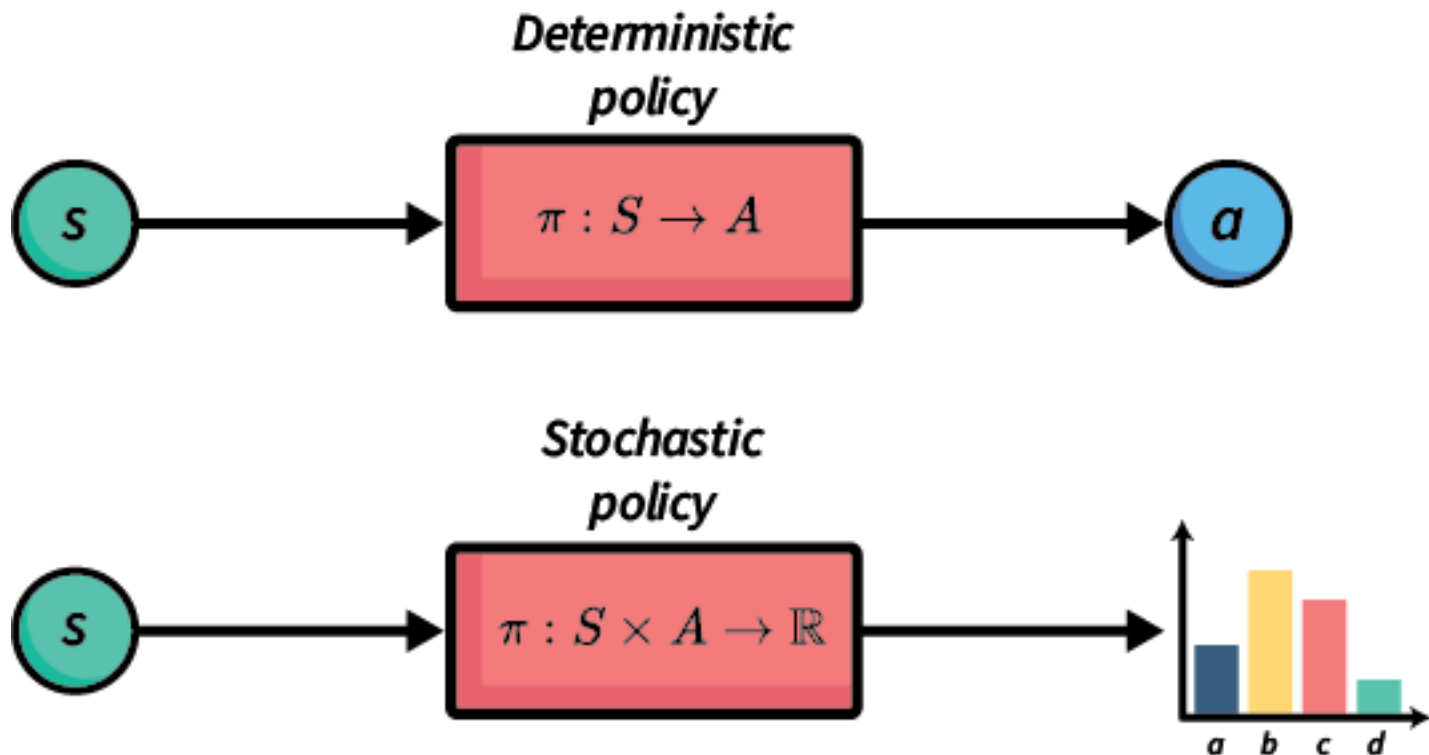 Deterministic
policy
s
π : S → A
a
Stochastic
policy
s
π : S × A → ℝ
a b c d